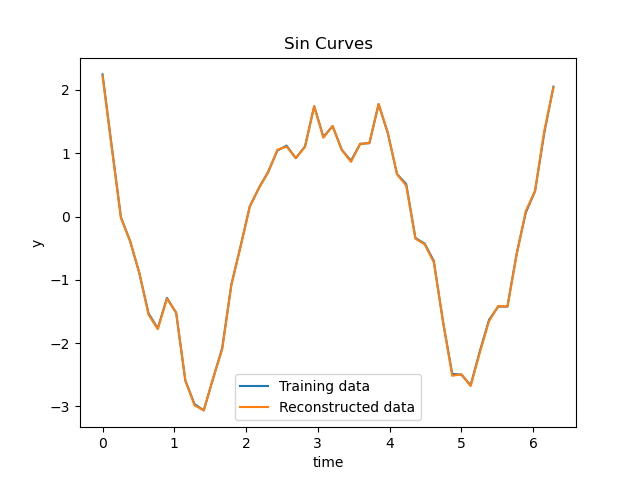 Sin Curves
y
2
1
0
−1
−2
−3
Training data
Reconstructed data
0 1 2 3 4 5 6
time